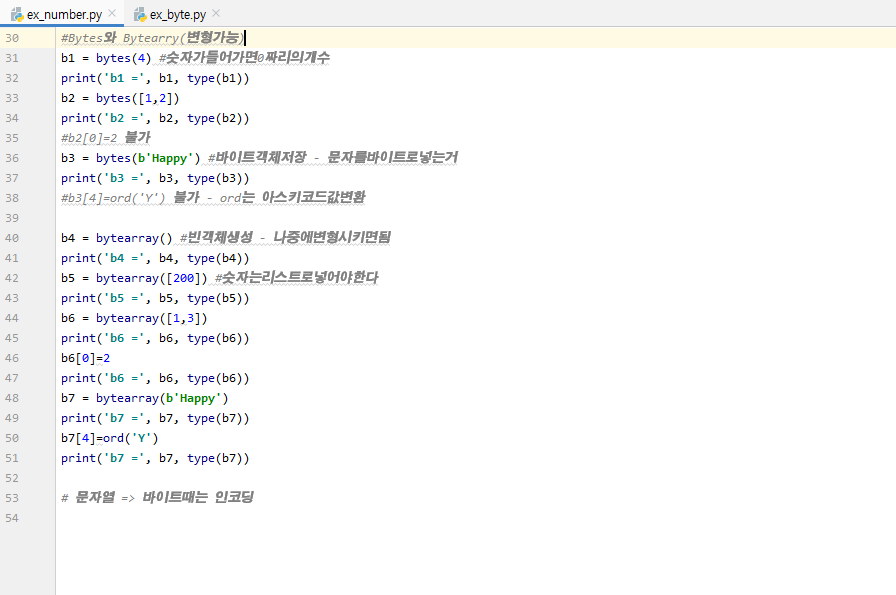 ex_number.py × ex_byte.py ×
30 #Bytes와 Bytearry(변형가능)
31 b1 = bytes(4) #숫자가들어가면0짜리의개수
32 print('b1 =', b1, type(b1))
33 b2 = bytes([1,2])
34 print('b2 =', b2, type(b2))
35 #b2[0]=2 불가
36 b3 = bytes(b'Happy') #바이트객체저장 - 문자를바이트로넣는거
37 print('b3 =', b3, type(b3))
38 #b3[4]=ord('Y') 불가 - ord는 아스키코드값변환
39
40 b4 = bytearray() #빈객체생성 - 나중에변형시키면됨
41 print('b4 =', b4, type(b4))
42 b5 = bytearray([200]) #숫자는리스트로넣어야한다
43 print('b5 =', b5, type(b5))
44 b6 = bytearray([1,3])
45 print('b6 =', b6, type(b6))
46 b6[0]=2
47 print('b6 =', b6, type(b6))
48 b7 = bytearray(b'Happy')
49 print('b7 =', b7, type(b7))
50 b7[4]=ord('Y')
51 print('b7 =', b7, type(b7))
52
53 # 문자열 => 바이트때는 인코딩
54